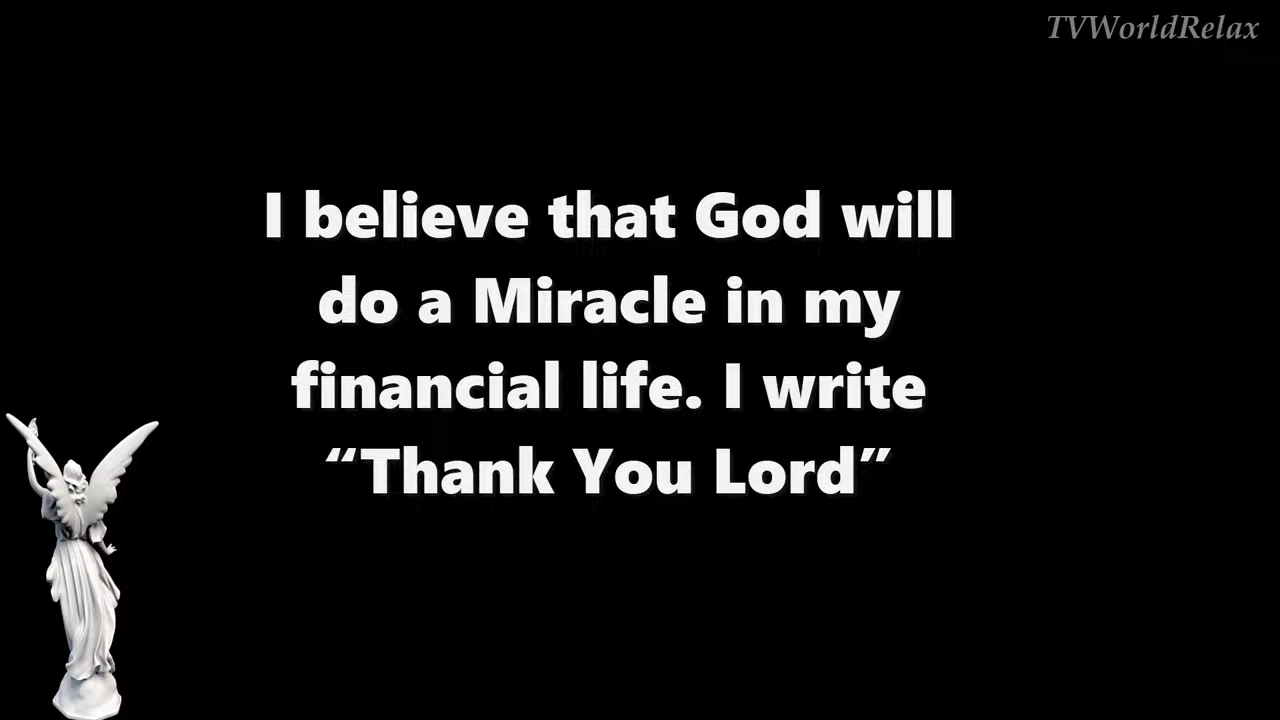 TVWorldRelax
I believe that God will
do a Miracle in my
financial life. I write
“Thank You Lord”